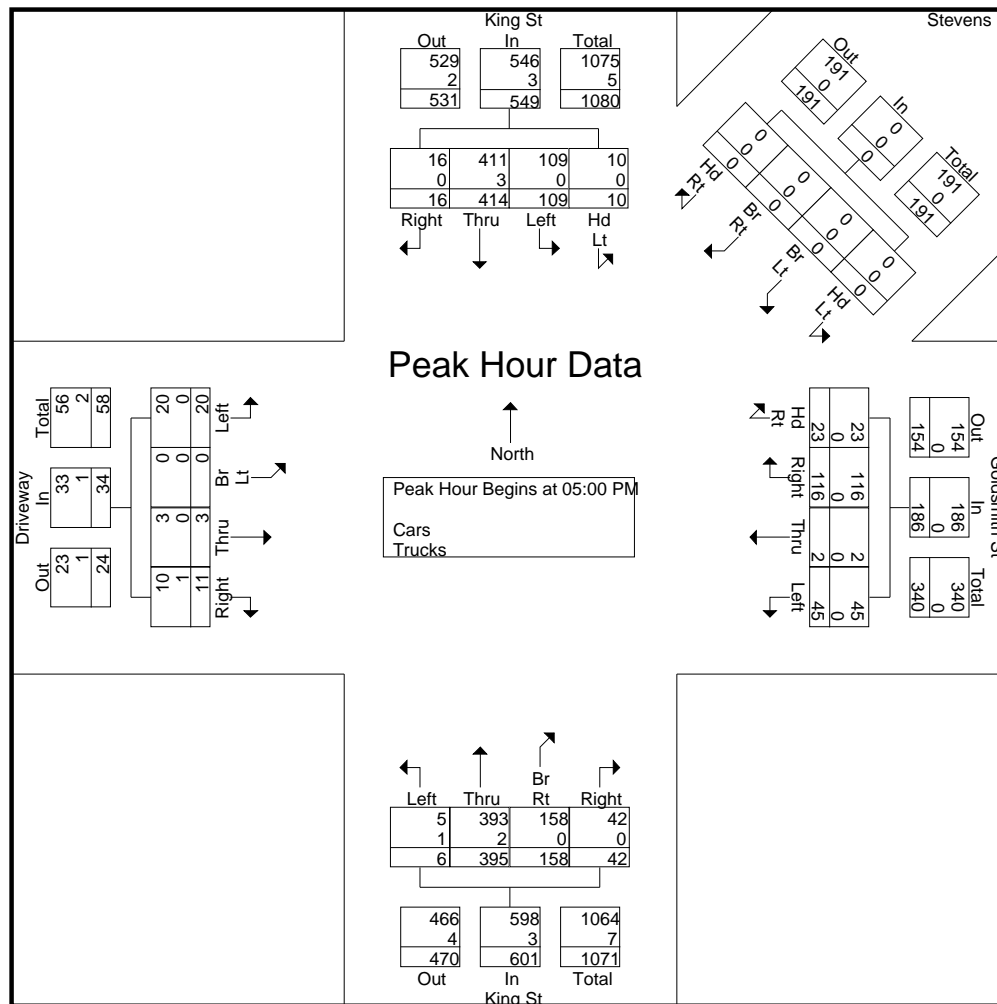 King St
Out In Total
529 546 1075
2 3 5
531 549 1080
16 411 109 10
0 3 0 0
16 414 109 10
Right Thru Left Hd Lt
Stevens
Out
191
0
191
In
0
0
0
Total
191
0
191
0 0 0 0
0 0 0 0
0 0 0 0
Hd Rt
Br Rt
Br Lt
Hd Lt
Peak Hour Data
North
Peak Hour Begins at 05:00 PM
Cars
Trucks
Driveway
Out In Total
23 33 56
1 1 2
24 34 58
10 3 0 20
1 0 0 0
11 3 0 20
Right Thru Br Lt Left
Goldsmith St
Out In Total
154 186 340
0 0 0
154 186 340
23 116 2 45
0 0 0 0
23 116 2 45
Hd Rt Right Thru Left
Left Thru Br Rt Right
5 393 158 42
1 2 0 0
6 395 158 42
466 598 1064
4 3 7
470 601 1071
Out In Total
King St